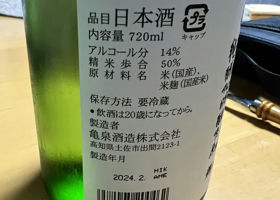 品目 日本酒
プラ
キャップ
内容量 720ml
アルコール分 14%
精米歩合 50%
原材料名 米(国産)、
米麹(国産米)
保存方法 要冷蔵
●飲酒は20歳になってから。
製造者
亀泉酒造株式会社
高知県土佐市出間2123-1
製造年月
2024. 2. HIK
AME